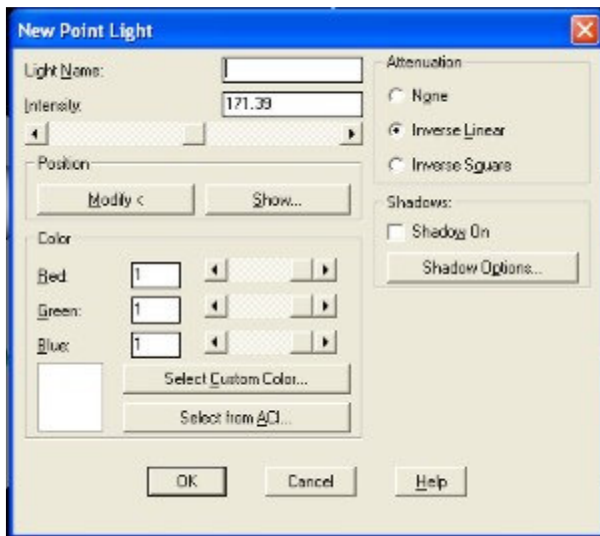 New Point Light
Light Name:
Intensity: 171.39
Position
Modify <
Show...
Color
Red: 1
Green: 1
Blue: 1
Select Custom Color...
Select from ACI...
Attenuation
None
Inverse Linear
Inverse Square
Shadows:
Shadow On
Shadow Options...
OK
Cancel
Help